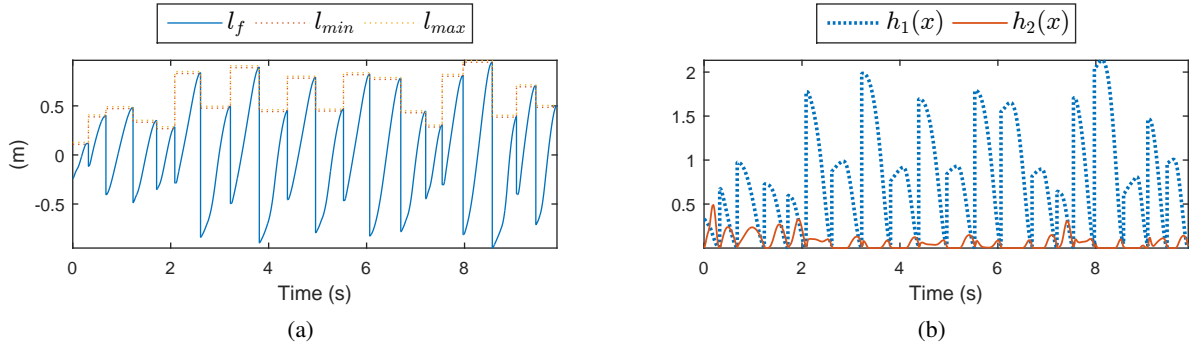 l_f l_min l_max
0.5
0
-0.5
(m)
0 2 4 6 8
Time (s)
(a)
h_1(x) h_2(x)
2
1.5
1
0.5
0 2 4 6 8
Time (s)
(b)